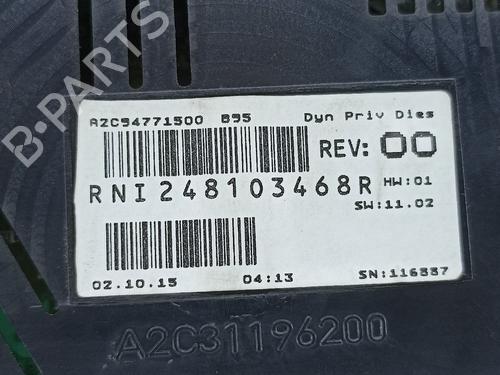 A2C94771500 B95 Dyn Priv Dies
REV: 00
RNI248103468R HW:01
SW:11.02
02.10.15 04:13 SN:116557
A2C31196200
B-PARTS